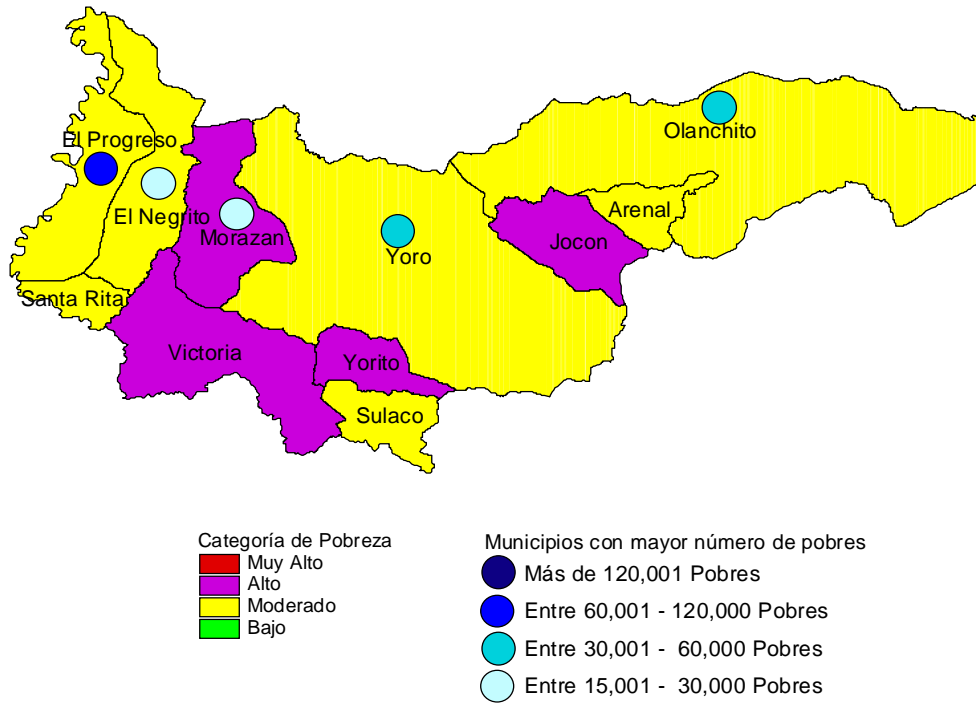 Olanchito
El Progreso
El Negrito
Morazan
Arenal
Jocon
Yoro
Santa Rita
Victoria
Yorito
Sulaco
Categoría de Pobreza
Muy Alto
Alto
Moderado
Bajo
Municipios con mayor número de pobres
Más de 120,001 Pobres
Entre 60,001 - 120,000 Pobres
Entre 30,001 - 60,000 Pobres
Entre 15,001 - 30,000 Pobres